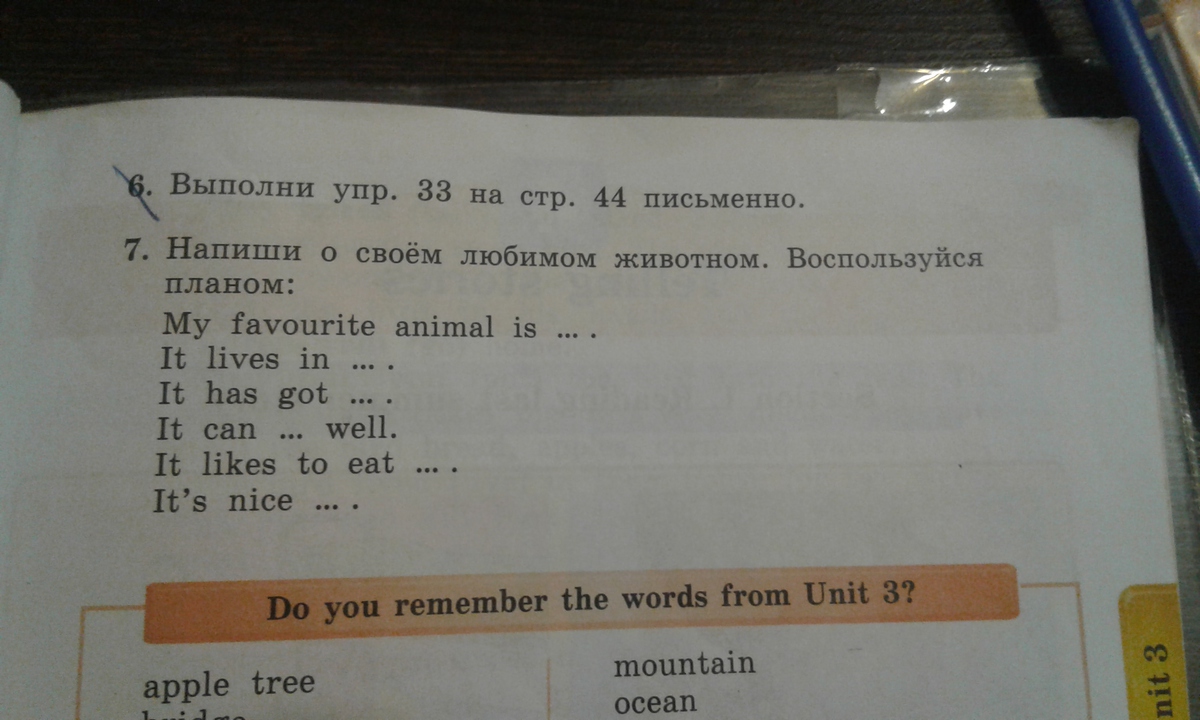 6. Выполни упр. 33 на стр. 44 письменно.
7. Напиши о своём любимом животном. Воспользуйся
планом:
My favourite animal is ... .
It lives in ... .
It has got ... .
It can ... well.
It likes to eat ... .
It's nice ... .
Do you remember the words from Unit 3?
apple tree
mountain
ocean
nit 3